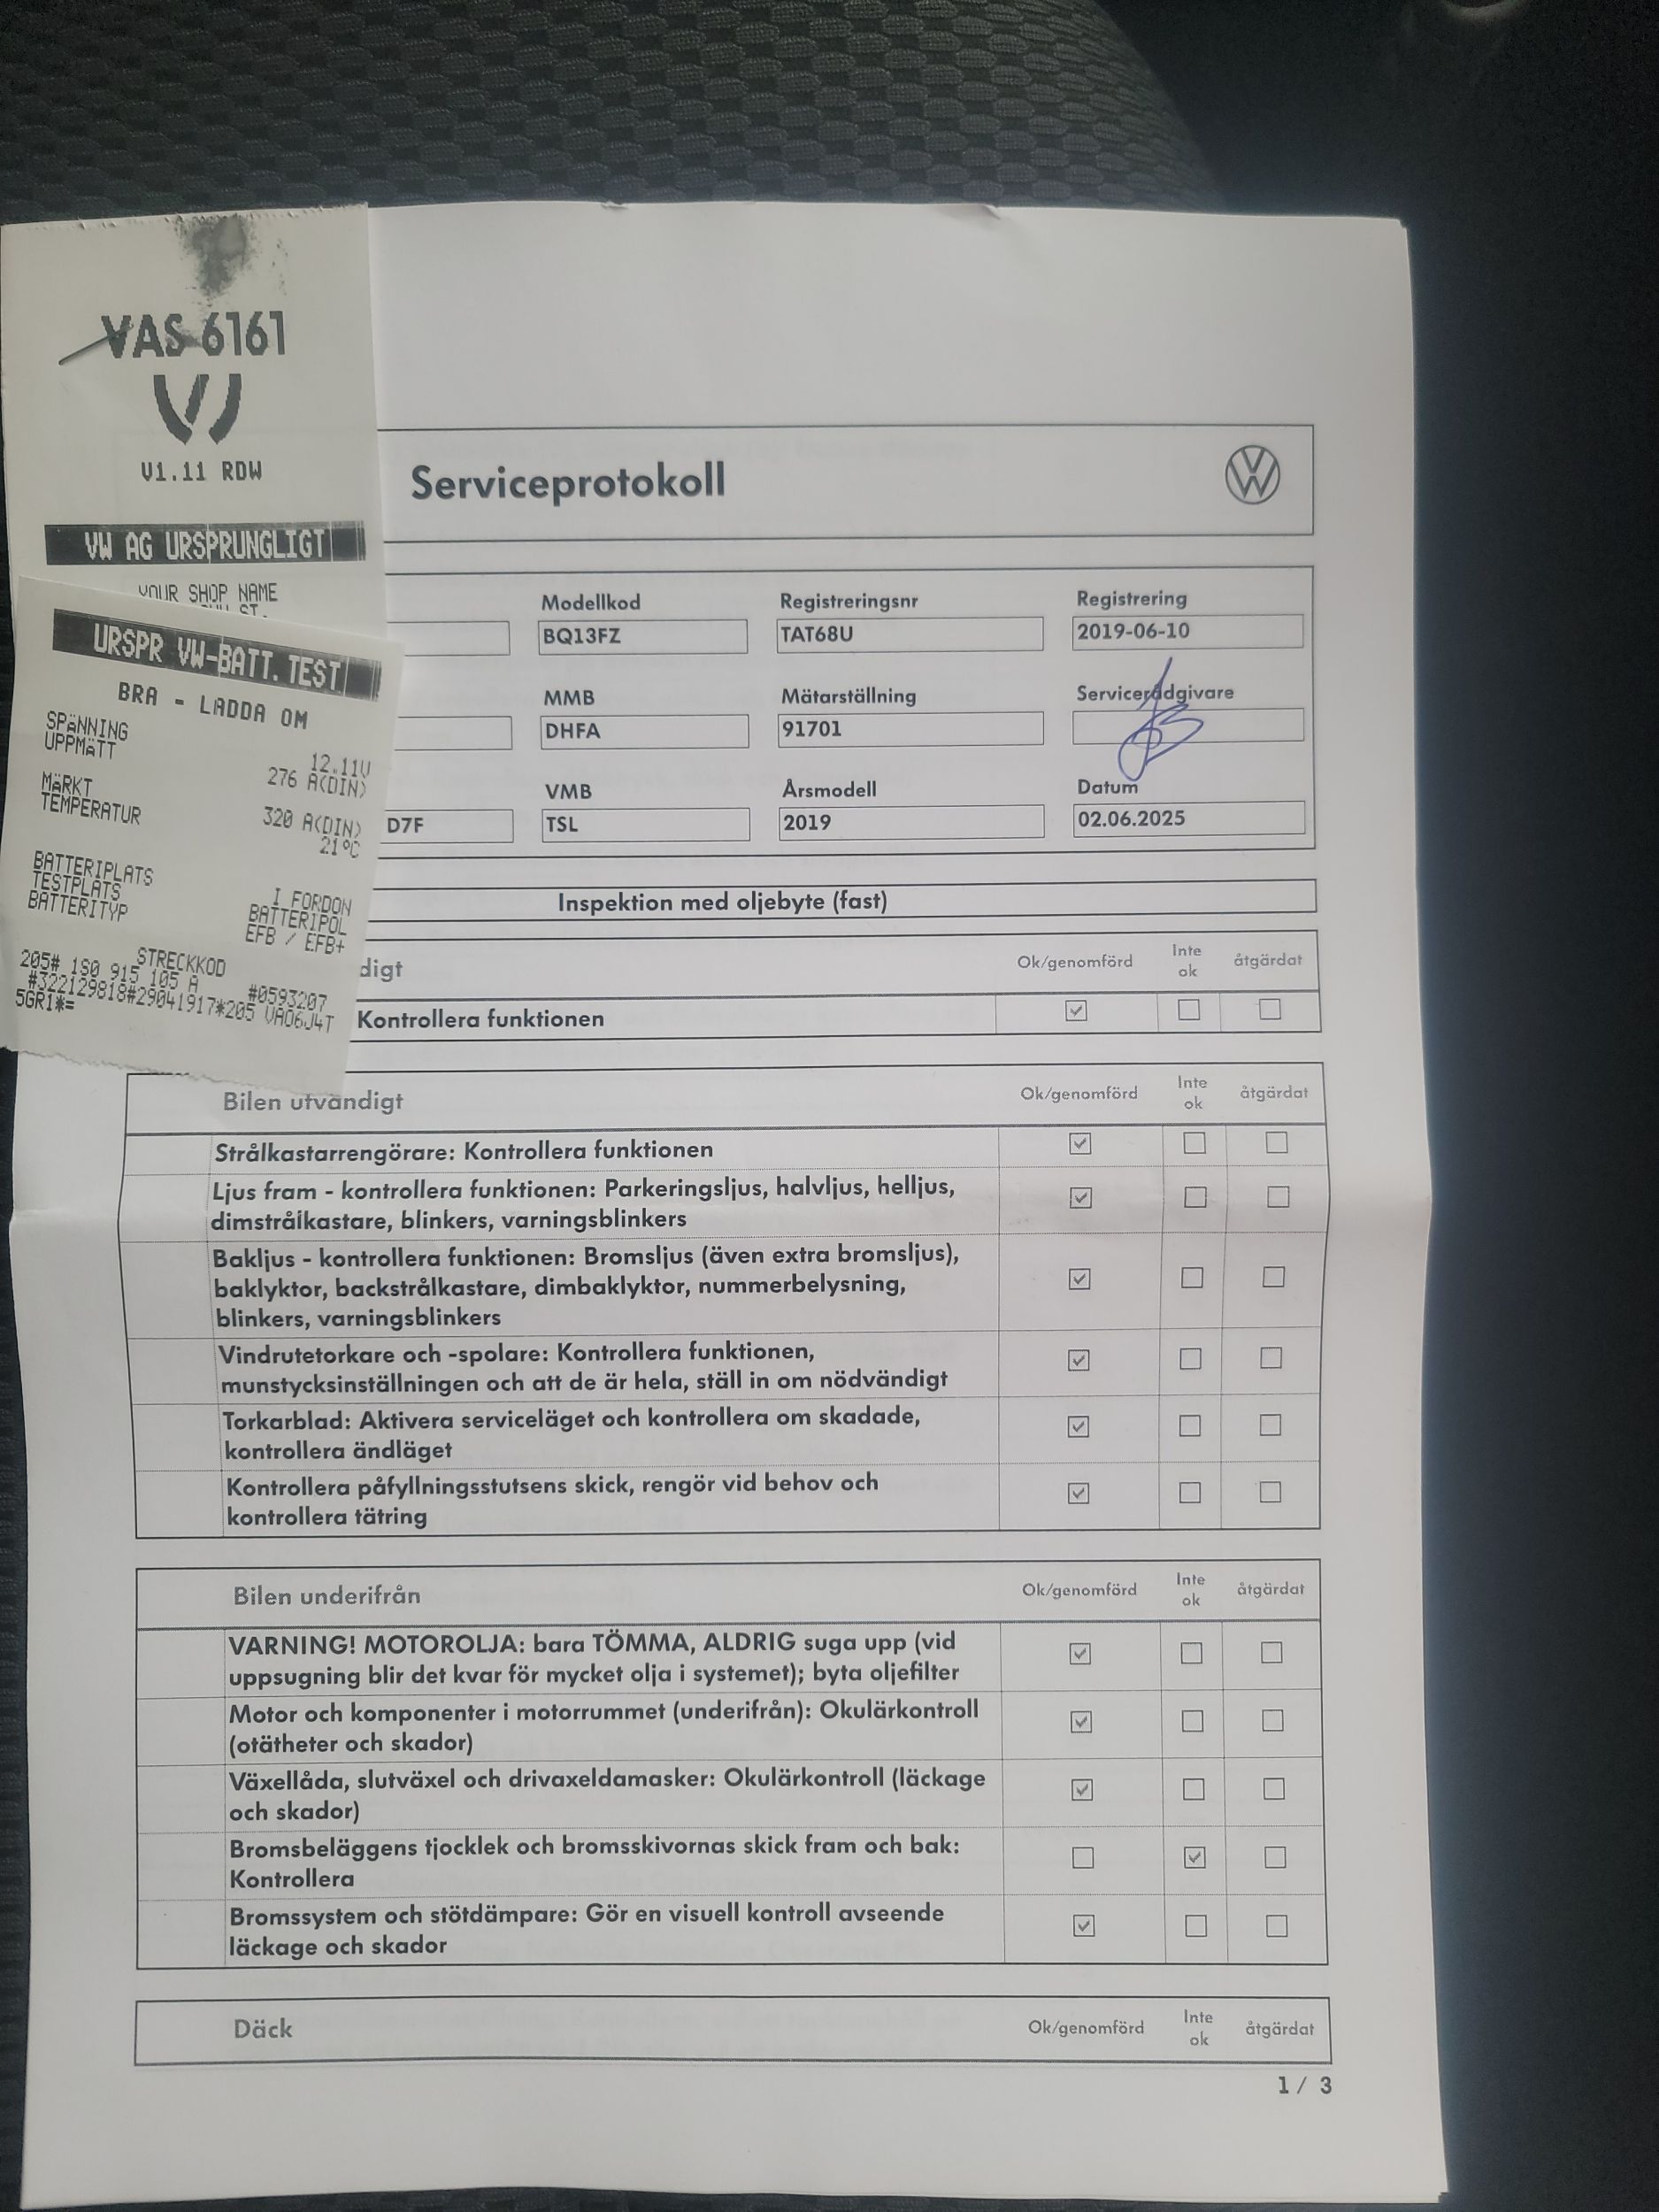 VAS 6161
V1.11 RDW
VW AG URSPRUNGLIGT
YOUR SHOP NAME
ST.
URSPR VW-BATT.TEST
BRA - LADDA OM
SPäNNING 12.11V
UPPMäTT 276 A(DIN)
MäRKT 320 A(DIN)
TEMPERATUR 21°C
BATTERIPLATS I FORDON
TESTPLATS BATTERIPOL
BATTERITYP EFB / EFB+
STRECKKOD
205# 1S0 915 105 A #0593207
#322129818#29041917*205 VA06J4T
5GR1*=
Serviceprotokoll
Modellkod Registreringsnr Registrering
BQ13FZ TAT68U 2019-06-10
MMB Mätarställning Servicerådgivare
DHFA 91701
VMB Årsmodell Datum
D7F TSL 2019 02.06.2025
Inspektion med oljebyte (fast)
digt Ok/genomförd Inte ok åtgärdat
Kontrollera funktionen
Bilen utvändigt Ok/genomförd Inte ok åtgärdat
Strålkastarrengörare: Kontrollera funktionen
Ljus fram - kontrollera funktionen: Parkeringsljus, halvljus, helljus,
dimstrålkastare, blinkers, varningsblinkers
Bakljus - kontrollera funktionen: Bromsljus (även extra bromsljus),
baklyktor, backstrålkastare, dimbaklyktor, nummerbelysning,
blinkers, varningsblinkers
Vindrutetorkare och -spolare: Kontrollera funktionen,
munstycksinställningen och att de är hela, ställ in om nödvändigt
Torkarblad: Aktivera serviceläget och kontrollera om skadade,
kontrollera ändläget
Kontrollera påfyllningsstutsens skick, rengör vid behov och
kontrollera tätring
Bilen underifrån Ok/genomförd Inte ok åtgärdat
VARNING! MOTOROLJA: bara TÖMMA, ALDRIG suga upp (vid
uppsugning blir det kvar för mycket olja i systemet); byta oljefilter
Motor och komponenter i motorrummet (underifrån): Okulärkontroll
(otätheter och skador)
Växellåda, slutväxel och drivaxeldamasker: Okulärkontroll (läckage
och skador)
Bromsbeläggens tjocklek och bromsskivornas skick fram och bak:
Kontrollera
Bromssystem och stötdämpare: Gör en visuell kontroll avseende
läckage och skador
Däck Ok/genomförd Inte ok åtgärdat
1 / 3